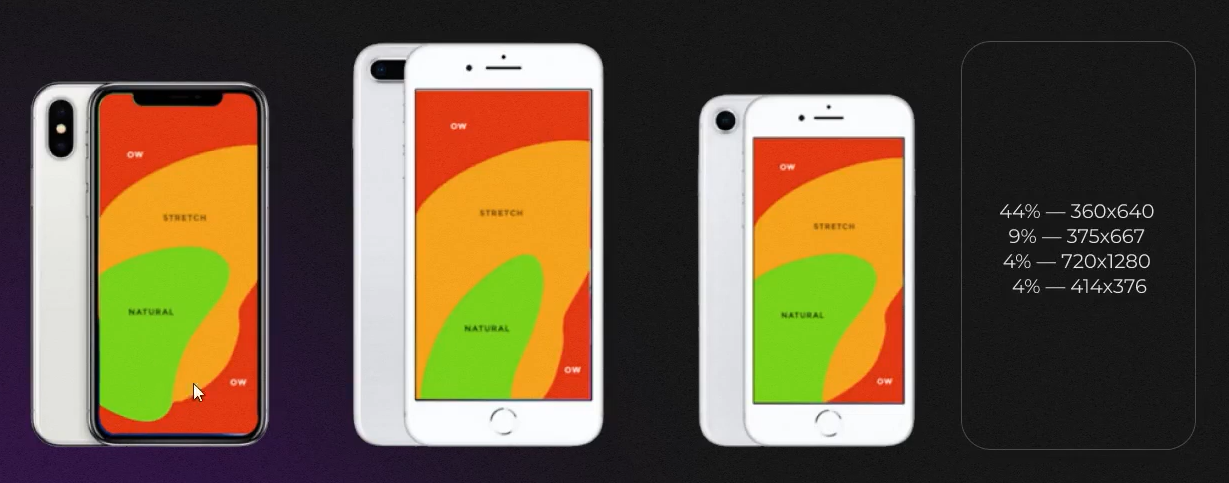 OW
STRETCH
NATURAL
OW
OW
STRETCH
NATURAL
OW
OW
STRETCH
NATURAL
OW
44% — 360x640
9% — 375x667
4% — 720x1280
4% — 414x376